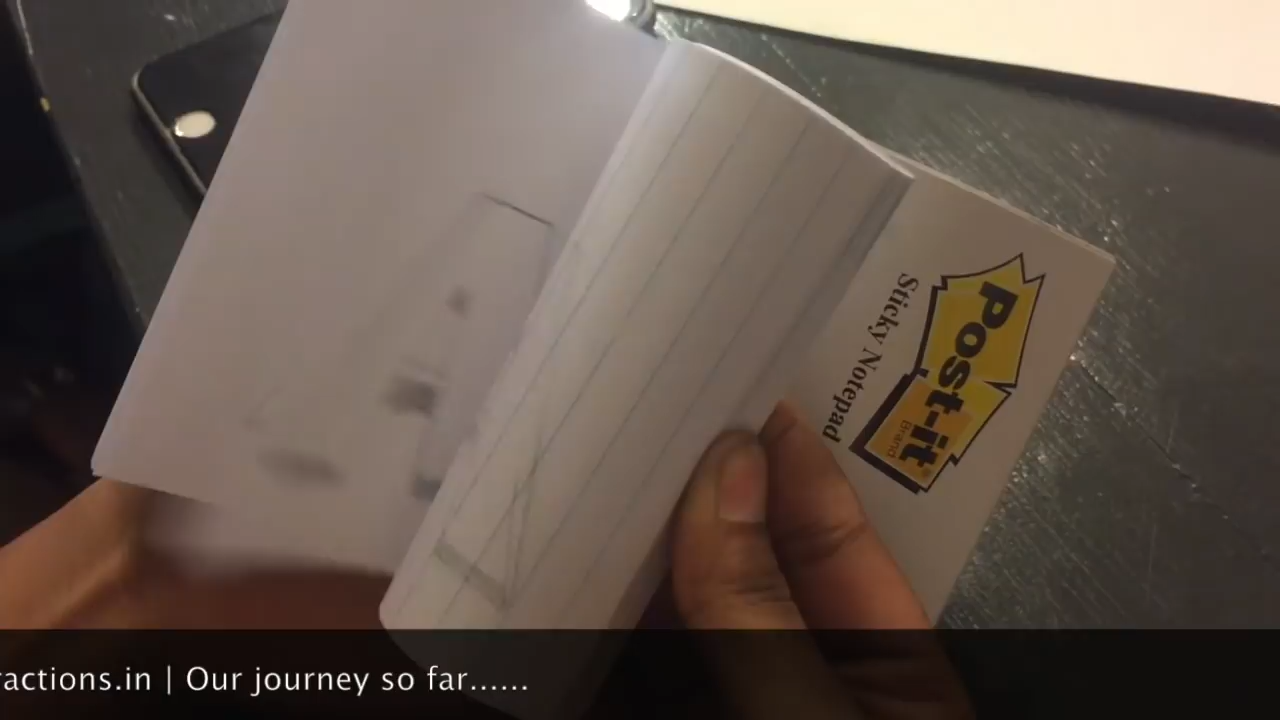 Post-it
Brand
Sticky Notepad
ractions.in | Our journey so far......